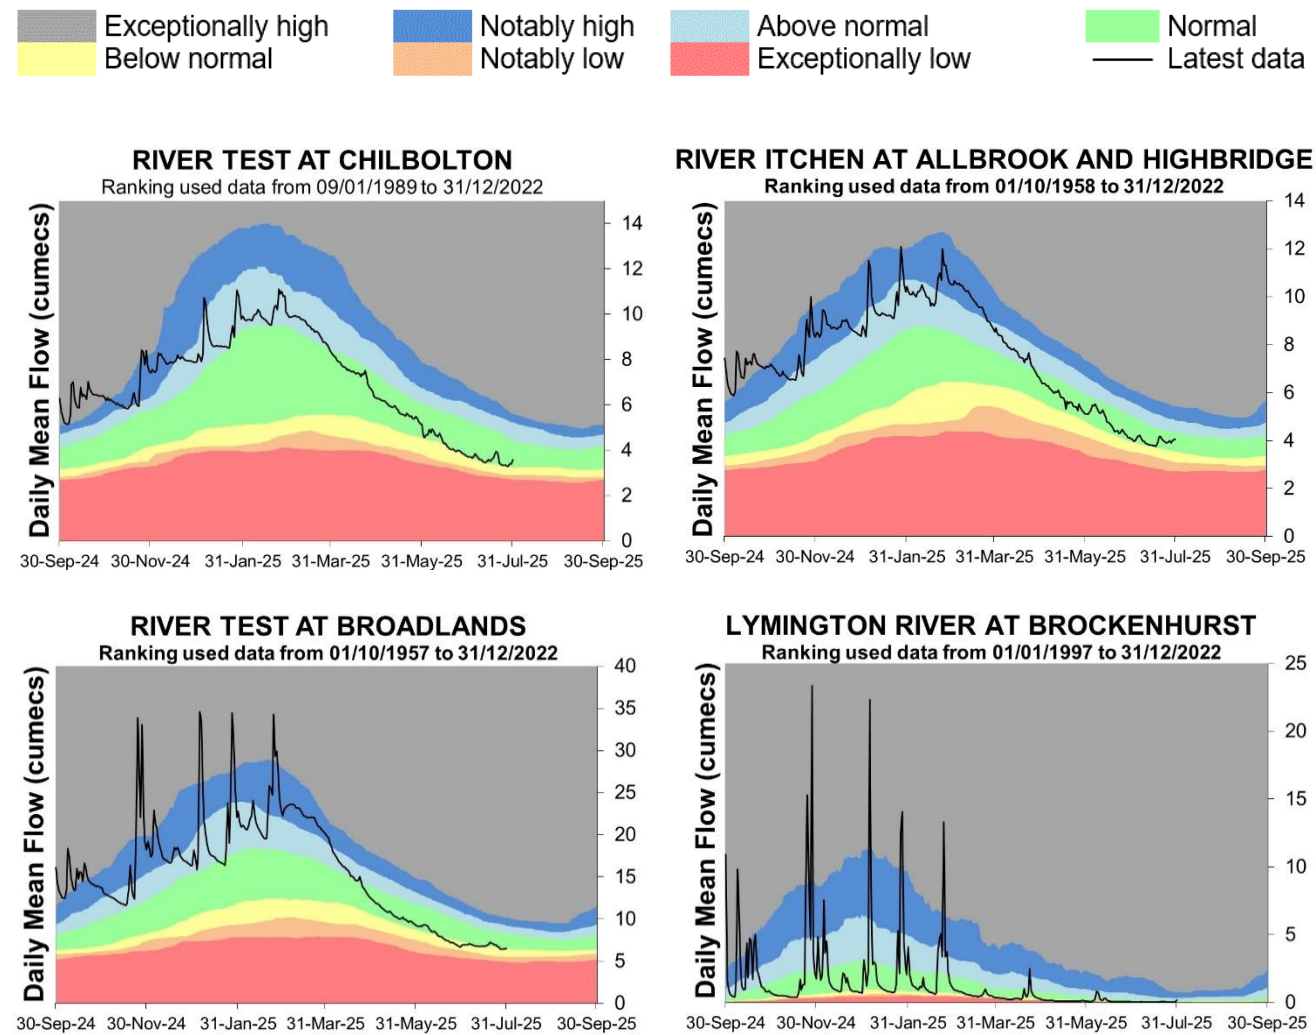 Exceptionally high Notably high Above normal Normal
Below normal Notably low Exceptionally low Latest data
RIVER TEST AT CHILBOLTON
Ranking used data from 09/01/1989 to 31/12/2022
Daily Mean Flow (cumecs)
14
12
10
8
6
4
2
0
30-Sep-24 30-Nov-24 31-Jan-25 31-Mar-25 31-May-25 31-Jul-25 30-Sep-25
RIVER ITCHEN AT ALLBROOK AND HIGHBRIDGE
Ranking used data from 01/10/1958 to 31/12/2022
Daily Mean Flow (cumecs)
14
12
10
8
6
4
2
0
30-Sep-24 30-Nov-24 31-Jan-25 31-Mar-25 31-May-25 31-Jul-25 30-Sep-25
RIVER TEST AT BROADLANDS
Ranking used data from 01/10/1957 to 31/12/2022
Daily Mean Flow (cumecs)
40
35
30
25
20
15
10
5
0
30-Sep-24 30-Nov-24 31-Jan-25 31-Mar-25 31-May-25 31-Jul-25 30-Sep-25
LYMINGTON RIVER AT BROCKENHURST
Ranking used data from 01/01/1997 to 31/12/2022
Daily Mean Flow (cumecs)
25
20
15
10
5
0
30-Sep-24 30-Nov-24 31-Jan-25 31-Mar-25 31-May-25 31-Jul-25 30-Sep-25